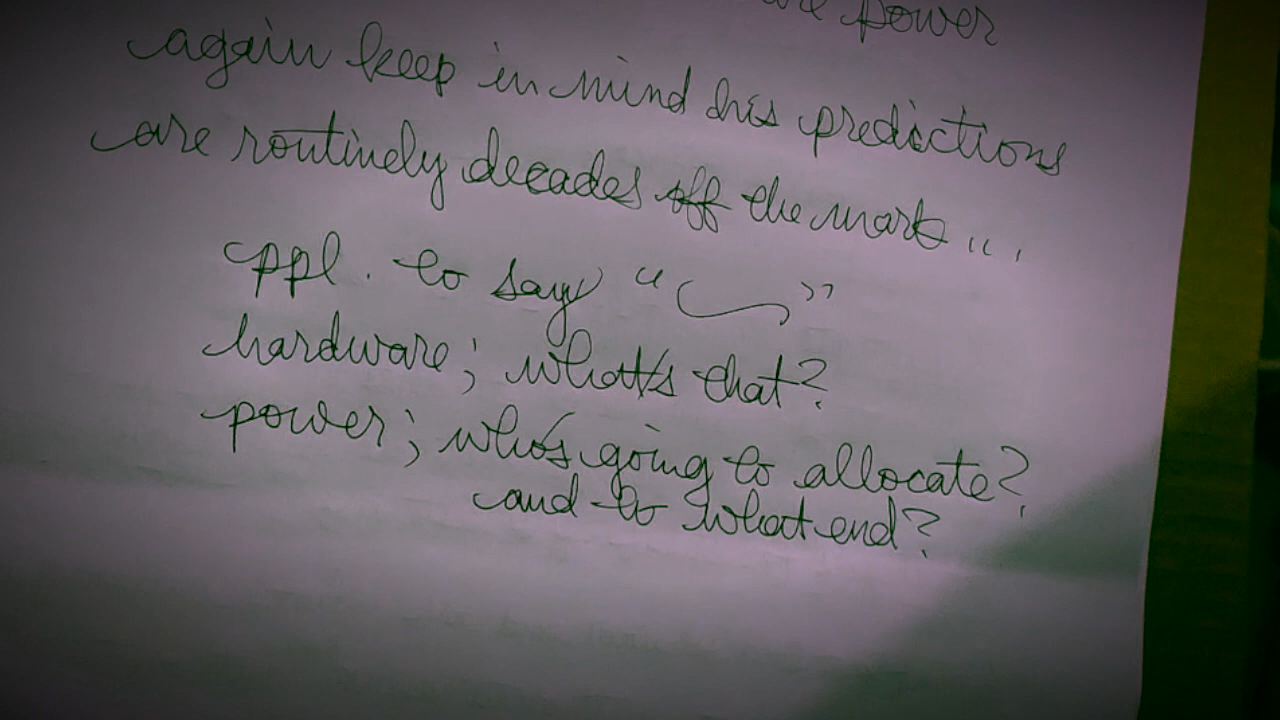 power
again keep in mind his predictions
are routinely decades off the mark...
ppl. to say " "
hardware; what's that?
power; who's going to allocate?
and to what end?